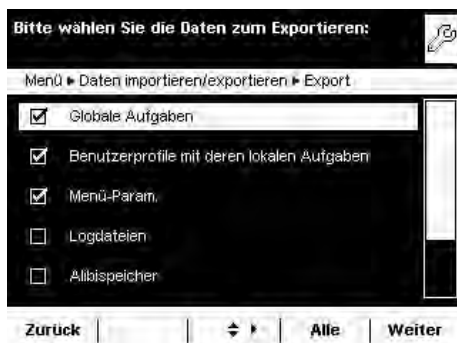 Bitte wählen Sie die Daten zum Exportieren:
Menü ▸ Daten importieren/exportieren ▸ Export
Globale Aufgaben
Benutzerprofile mit deren lokalen Aufgaben
Menü-Param.
Logdateien
Alibispeicher
Zurück
Alle
Weiter